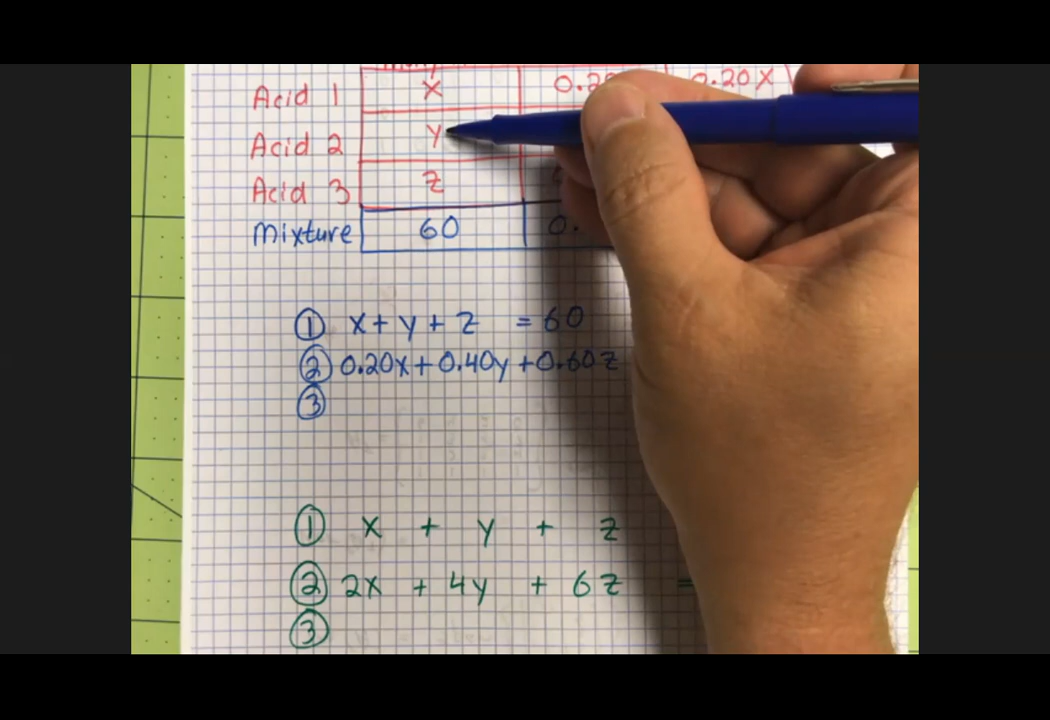 Acid 1 x 0.20x
Acid 2 y
Acid 3 z
Mixture 60 0.
① x + y + z = 60
② 0.20x + 0.40y + 0.60z
③
① x + y + z
② 2x + 4y + 6z =
③